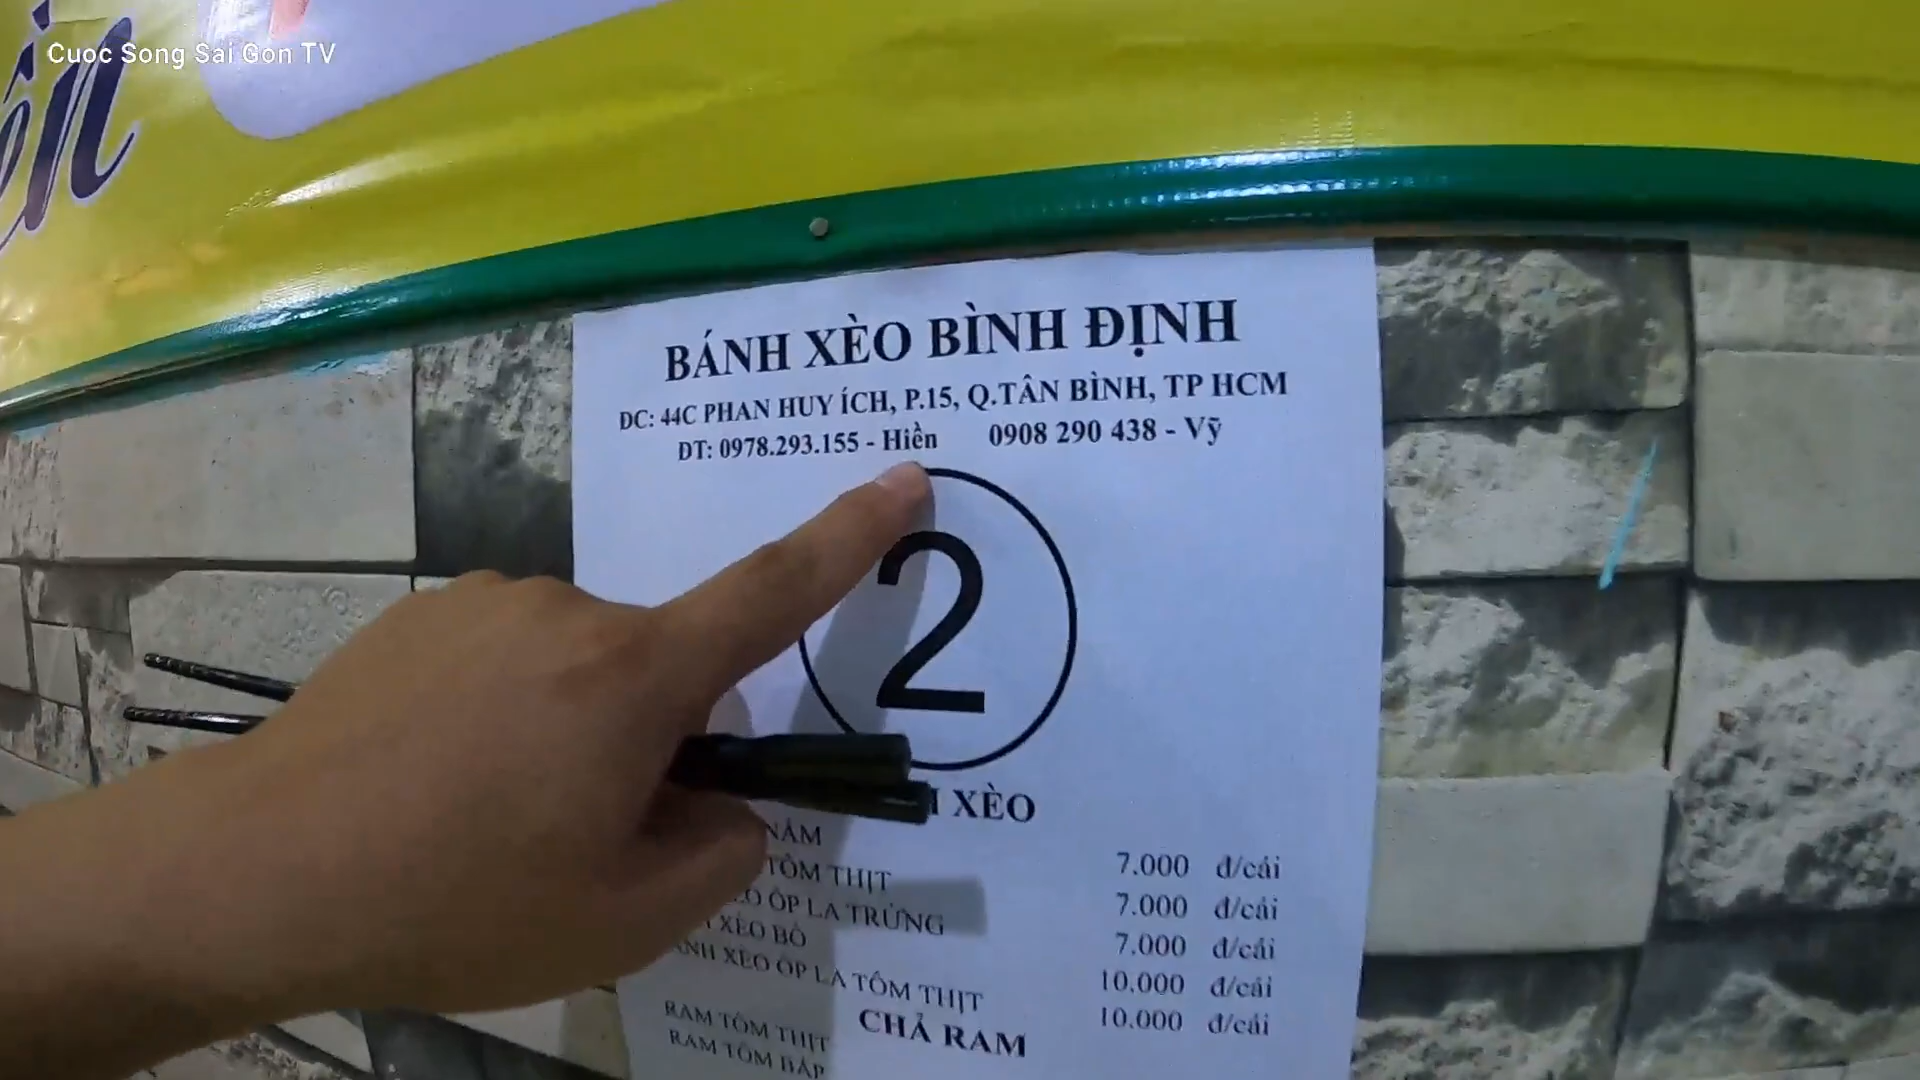 Cuoc Song Sai Gon TV
BÁNH XÈO BÌNH ĐỊNH
ĐC: 44C PHAN HUY ÍCH, P.15, Q.TÂN BÌNH, TP HCM
ĐT: 0978.293.155 - Hiền 0908 290 438 - Vỹ
2
XÈO
NẤM 7.000 đ/cái
TÔM THỊT 7.000 đ/cái
ỐP LA TRỨNG 7.000 đ/cái
XÈO BÒ 10.000 đ/cái
XÈO ỐP LA TÔM THỊT 10.000 đ/cái
CHẢ RAM
RAM TÔM THỊT
RAM TÔM BẮP